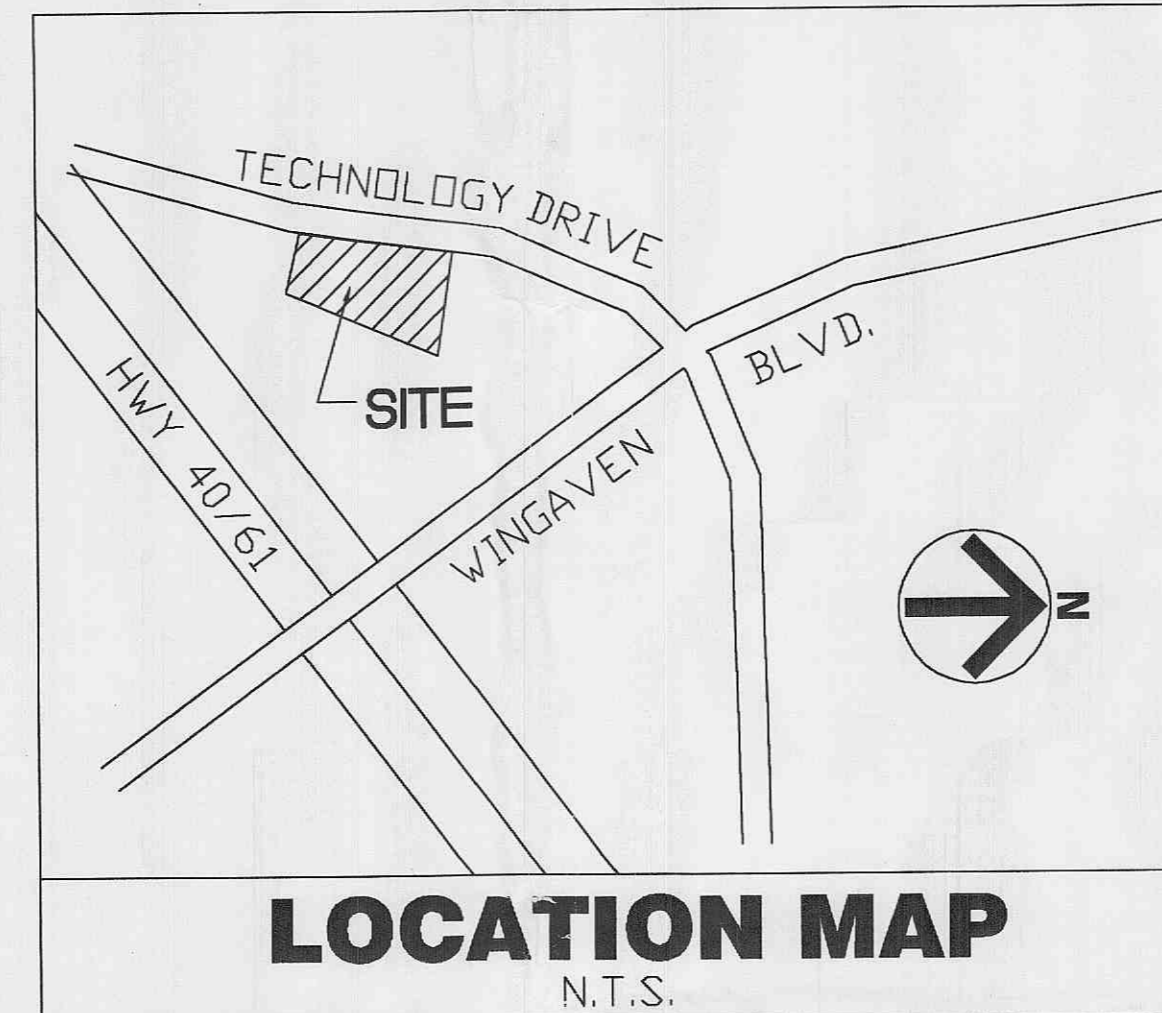 TECHNOLOGY DRIVE
BLVD.
SITE
HWY 40/61
WINGAVEN
N
LOCATION MAP
N.T.S.